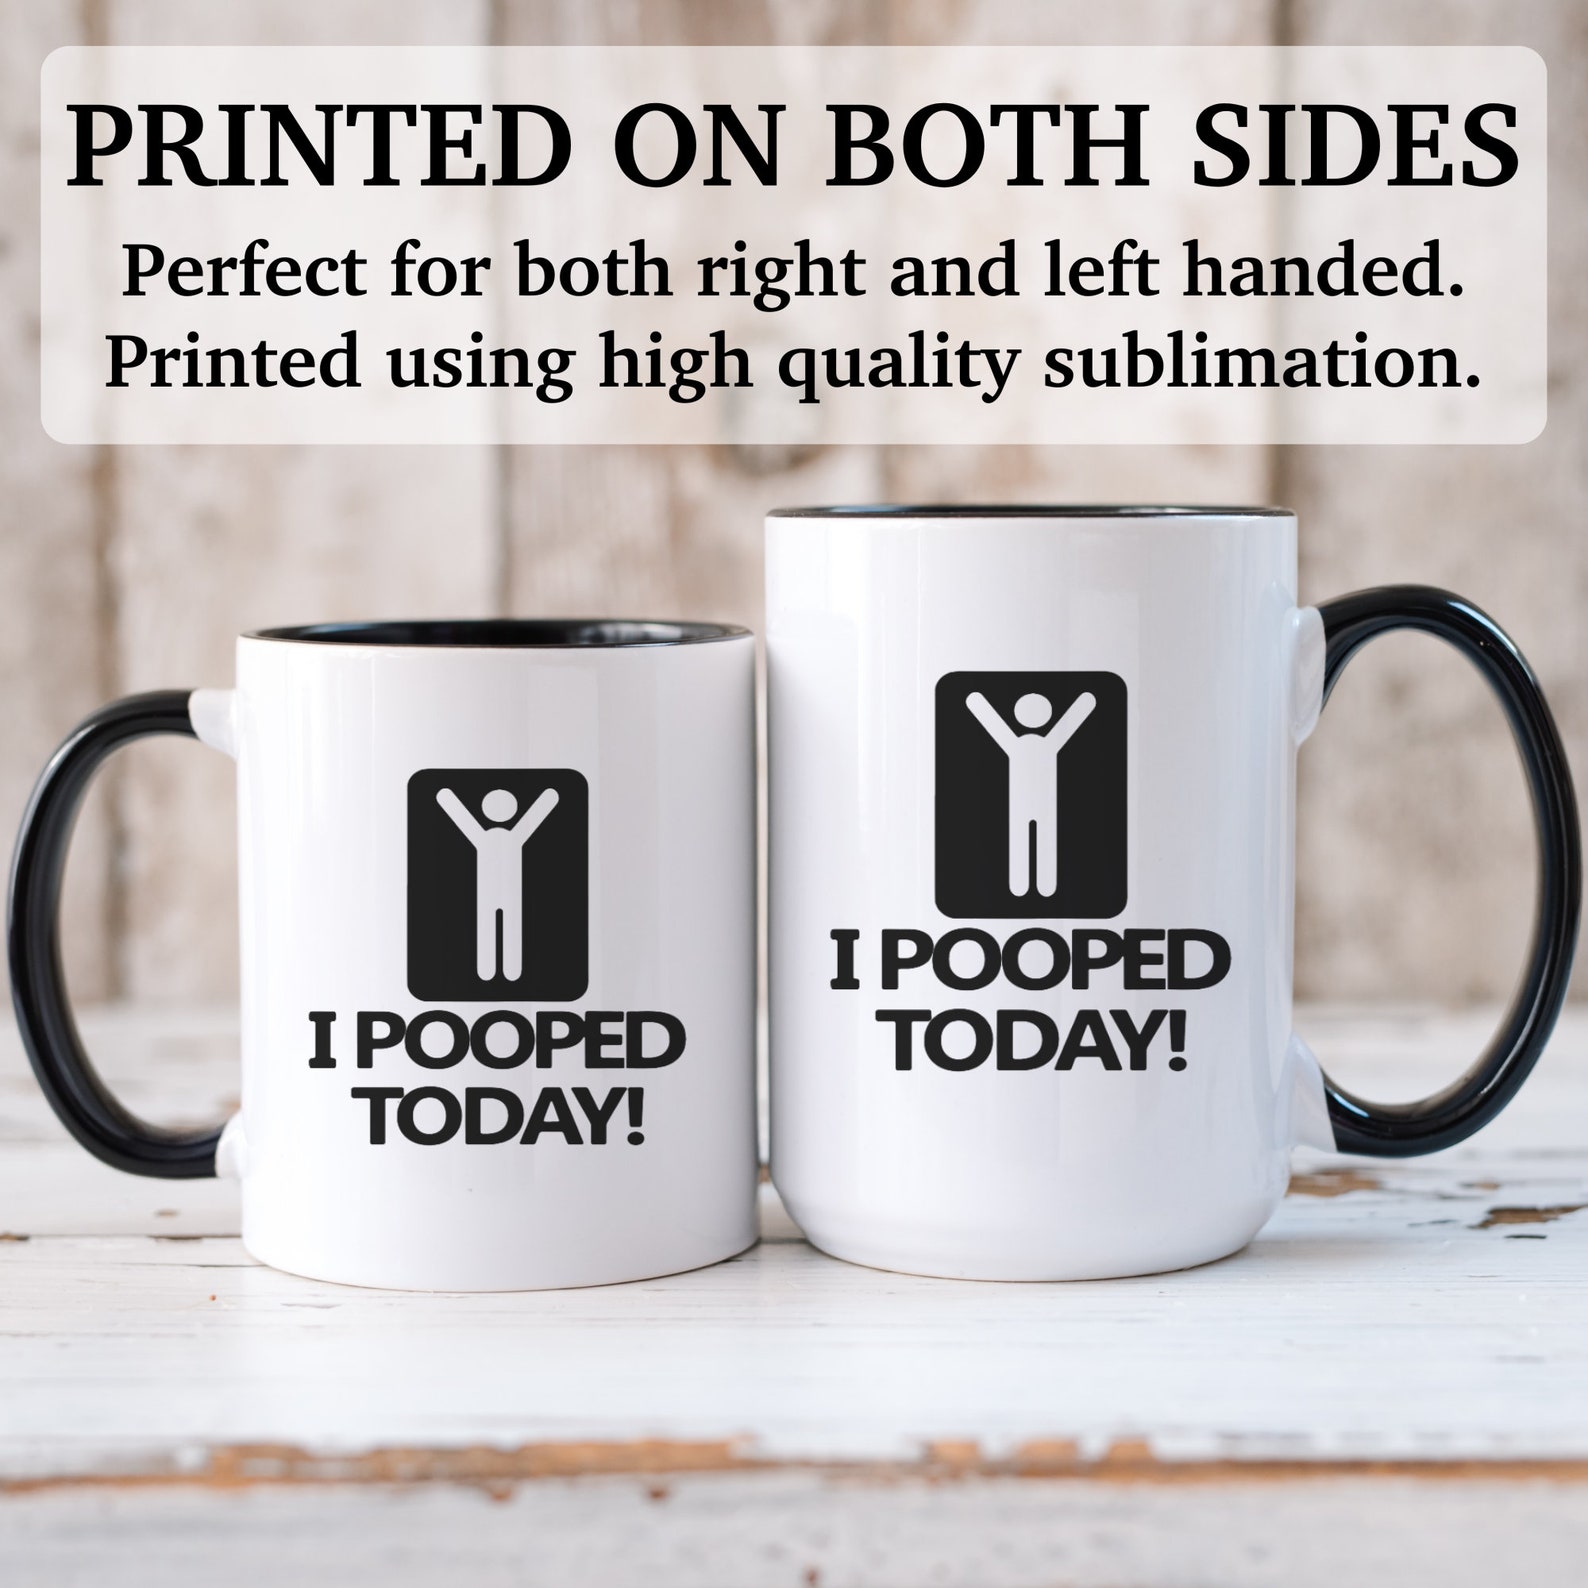 PRINTED ON BOTH SIDES
Perfect for both right and left handed.
Printed using high quality sublimation.
I POOPED
TODAY!
I POOPED
TODAY!